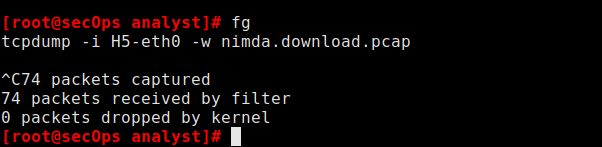 [root@secOps analyst]# fg
tcpdump -i H5-eth0 -w nimda.download.pcap
^C74 packets captured
74 packets received by filter
0 packets dropped by kernel
[root@secOps analyst]#